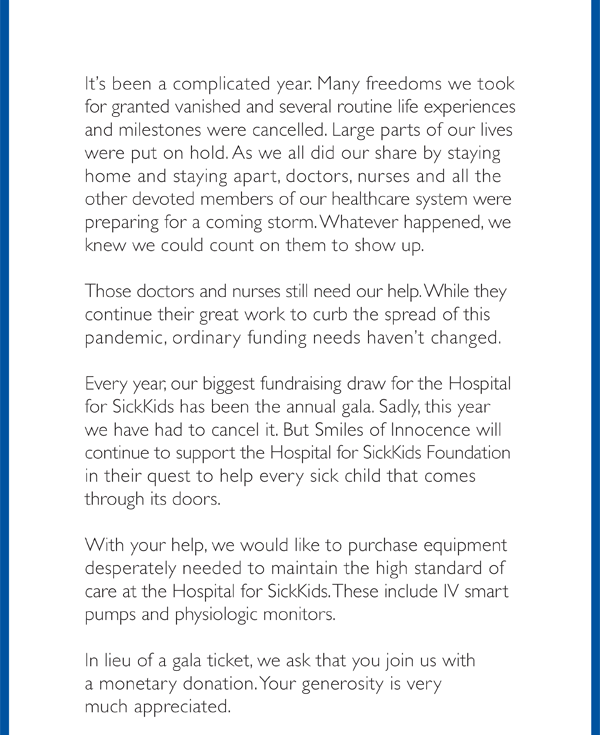 It's been a complicated year. Many freedoms we took
for granted vanished and several routine life experiences
and milestones were cancelled. Large parts of our lives
were put on hold. As we all did our share by staying
home and staying apart, doctors, nurses and all the
other devoted members of our healthcare system were
preparing for a coming storm. Whatever happened, we
knew we could count on them to show up.
Those doctors and nurses still need our help. While they
continue their great work to curb the spread of this
pandemic, ordinary funding needs haven't changed.
Every year, our biggest fundraising draw for the Hospital
for SickKids has been the annual gala. Sadly, this year
we have had to cancel it. But Smiles of Innocence will
continue to support the Hospital for SickKids Foundation
in their quest to help every sick child that comes
through its doors.
With your help, we would like to purchase equipment
desperately needed to maintain the high standard of
care at the Hospital for SickKids. These include IV smart
pumps and physiologic monitors.
In lieu of a gala ticket, we ask that you join us with
a monetary donation. Your generosity is very
much appreciated.